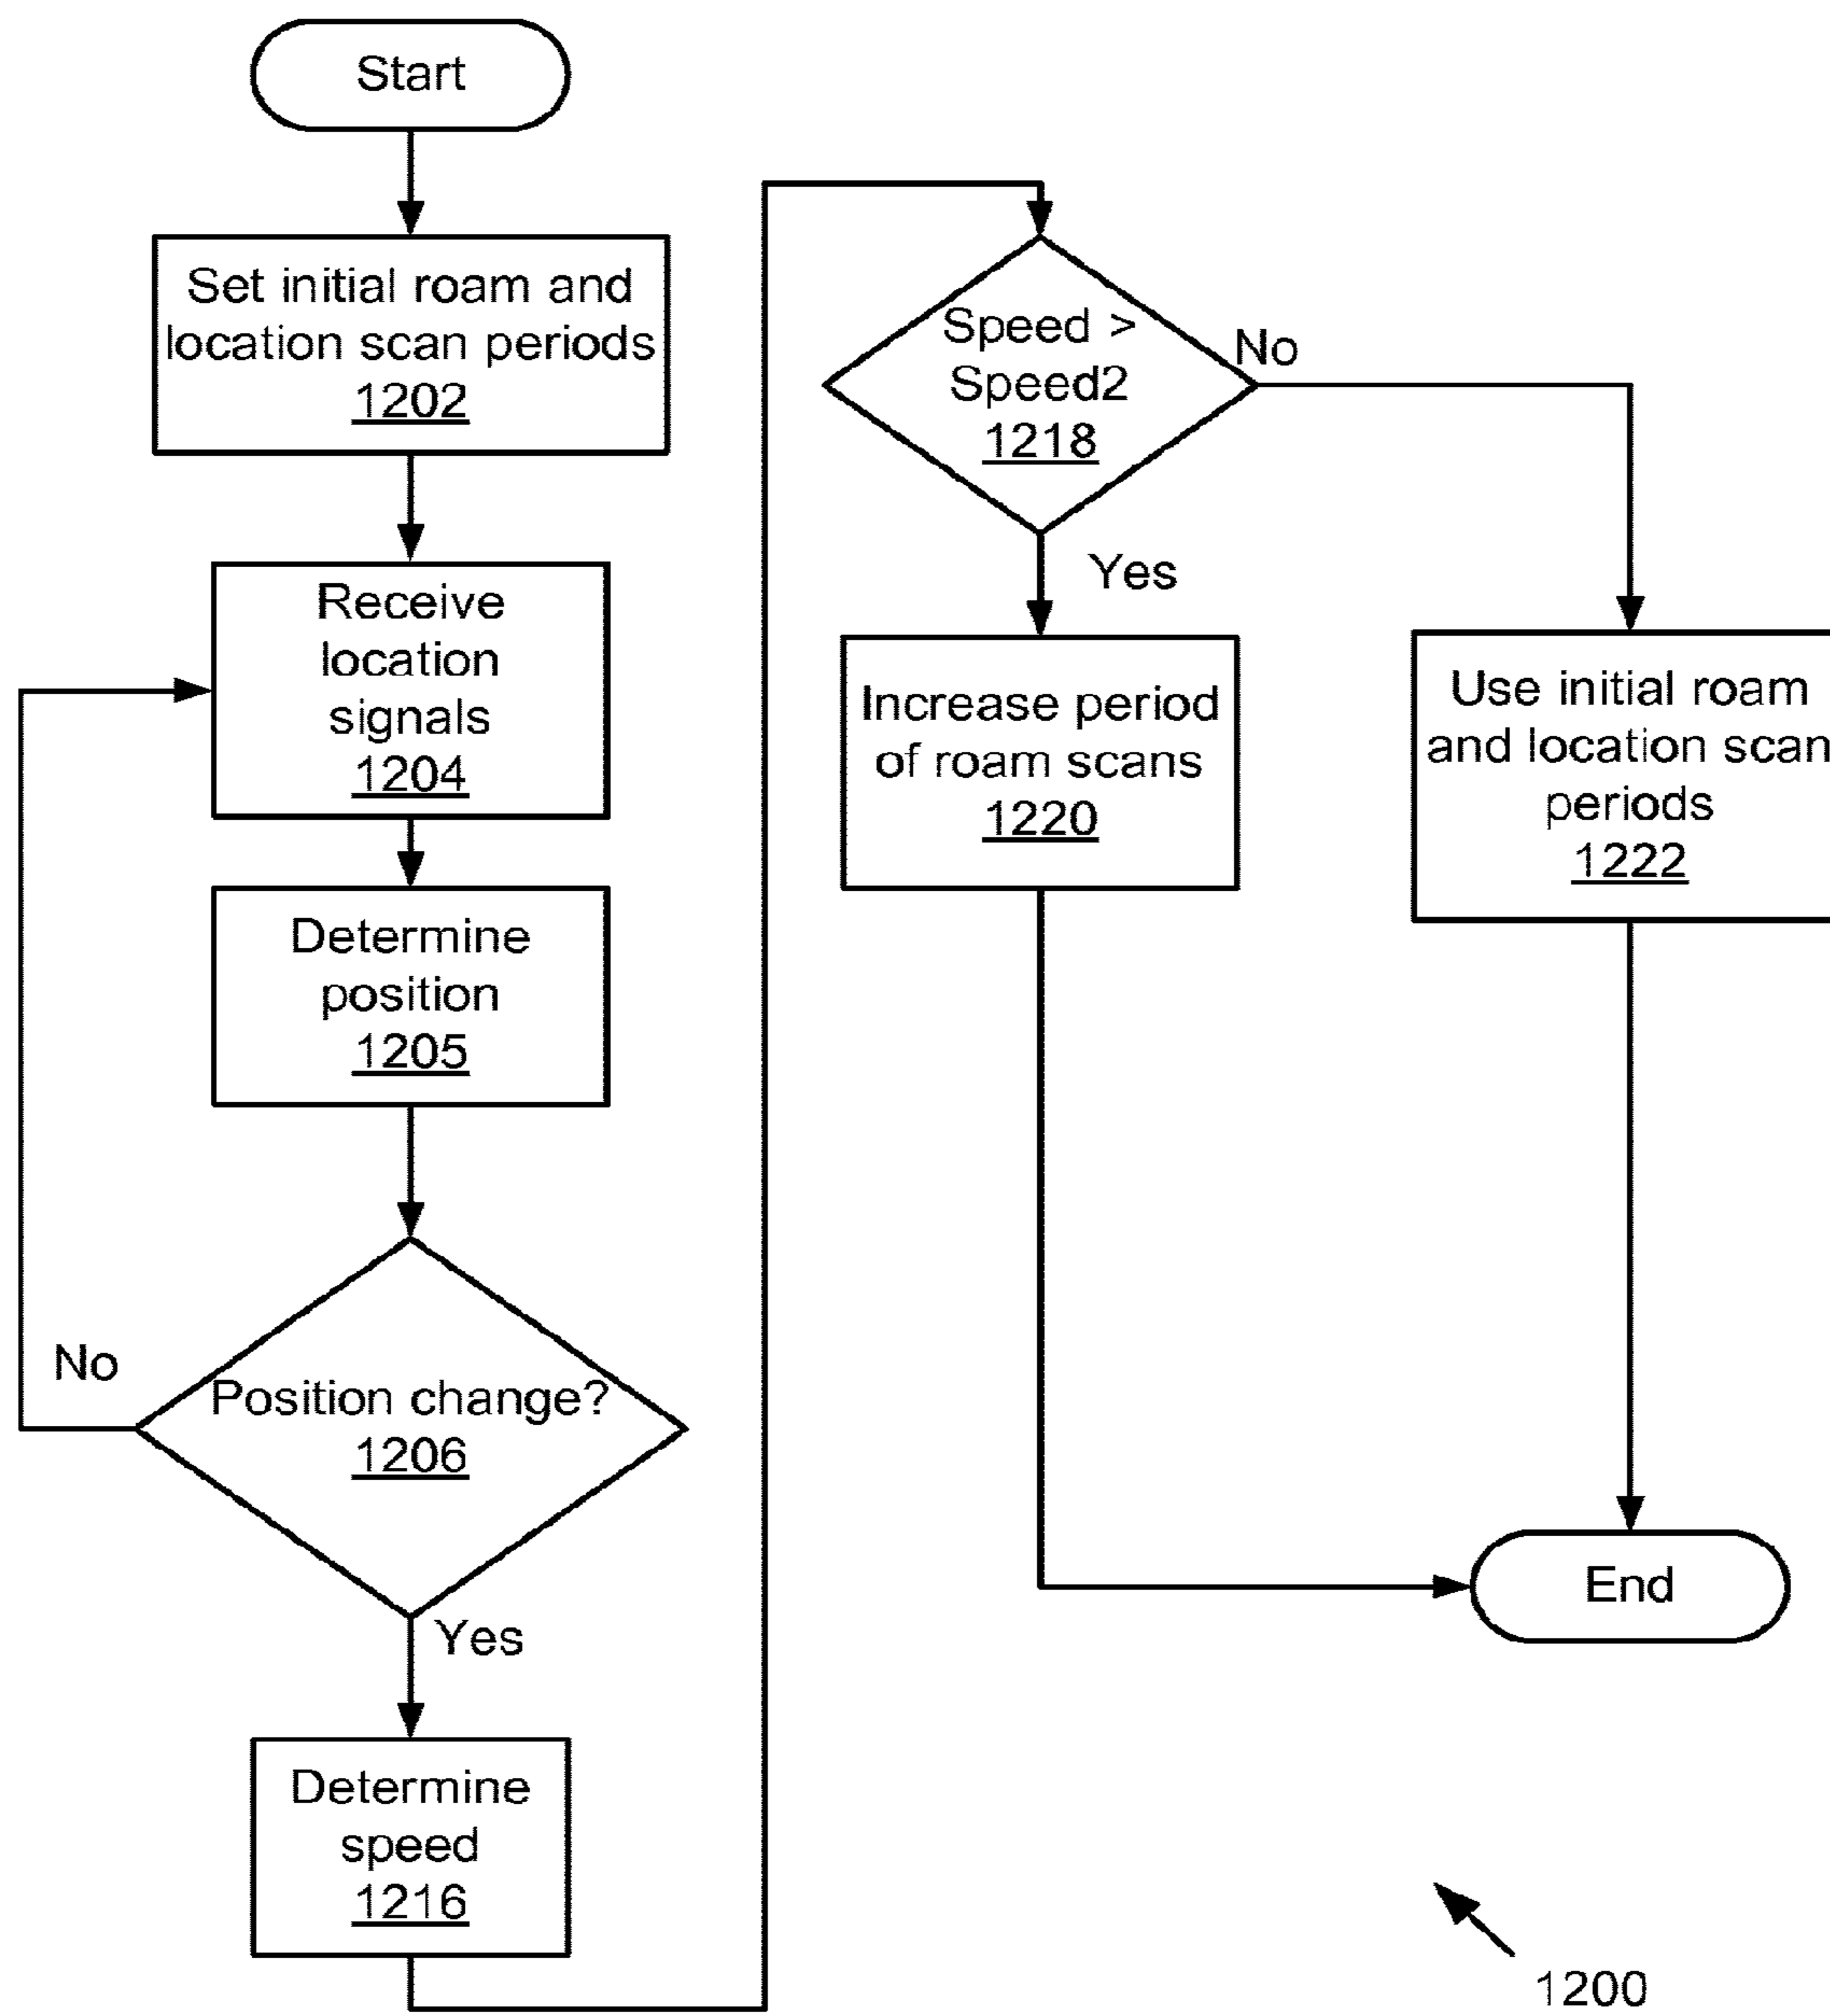 Start
Set initial roam and
location scan periods
1202
Receive
location
signals
1204
Determine
position
1205
No
Position change?
1206
Yes
Determine
speed
1216
Speed >
Speed2
1218
No
Yes
Increase period
of roam scans
1220
Use initial roam
and location scan
periods
1222
End
1200